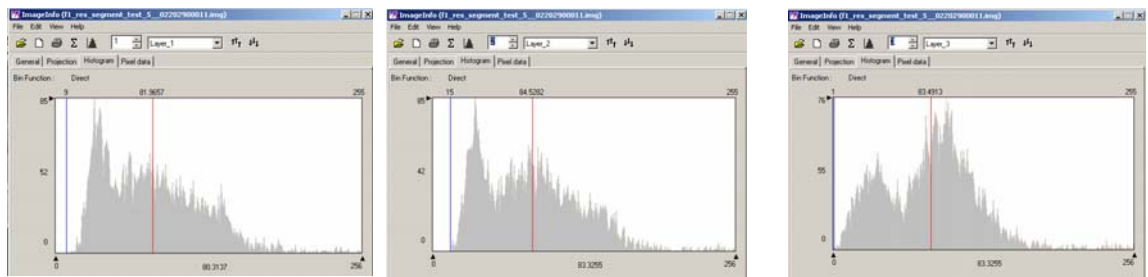 ImageInfo (f1_res_segment_test_5__02202900011.img)
File Edit View Help
1 Layer_1
General Projection Histogram Pixel data
Bin Function : Direct
9 81.9657 255
85
0
0 80.3137 256
ImageInfo (f1_res_segment_test_5__02202900011.img)
File Edit View Help
Layer_2
General Projection Histogram Pixel data
Bin Function : Direct
15 84.5282 255
85
42
0
0 83.3255 256
ImageInfo (f1_res_segment_test_5__02202900011.img)
File Edit View Help
Layer_3
General Projection Histogram Pixel data
Bin Function : Direct
1 83.4913 255
76
55
0
0 83.3255 256